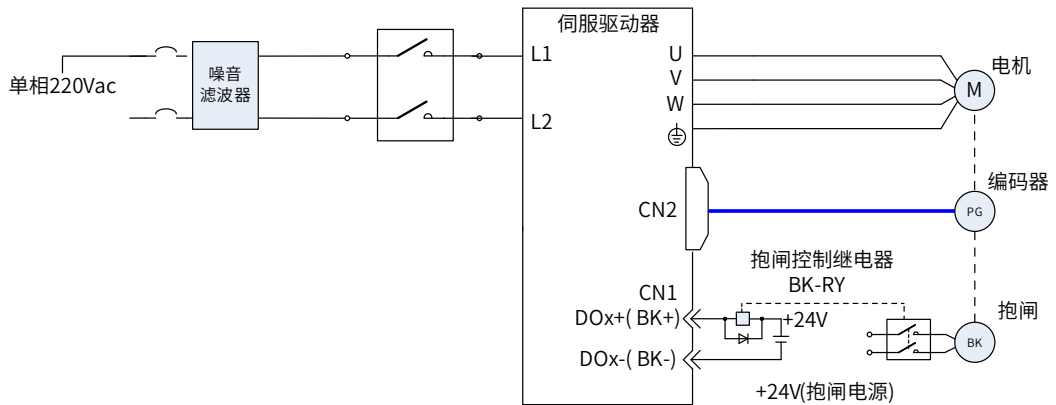 伺服驱动器
单相220Vac
噪音
滤波器
L1
L2
U
V
W
电机
M
CN2
编码器
PG
抱闸控制继电器
BK-RY
CN1
DOx+( BK+)
+24V
DOx-( BK-)
抱闸
BK
+24V(抱闸电源)